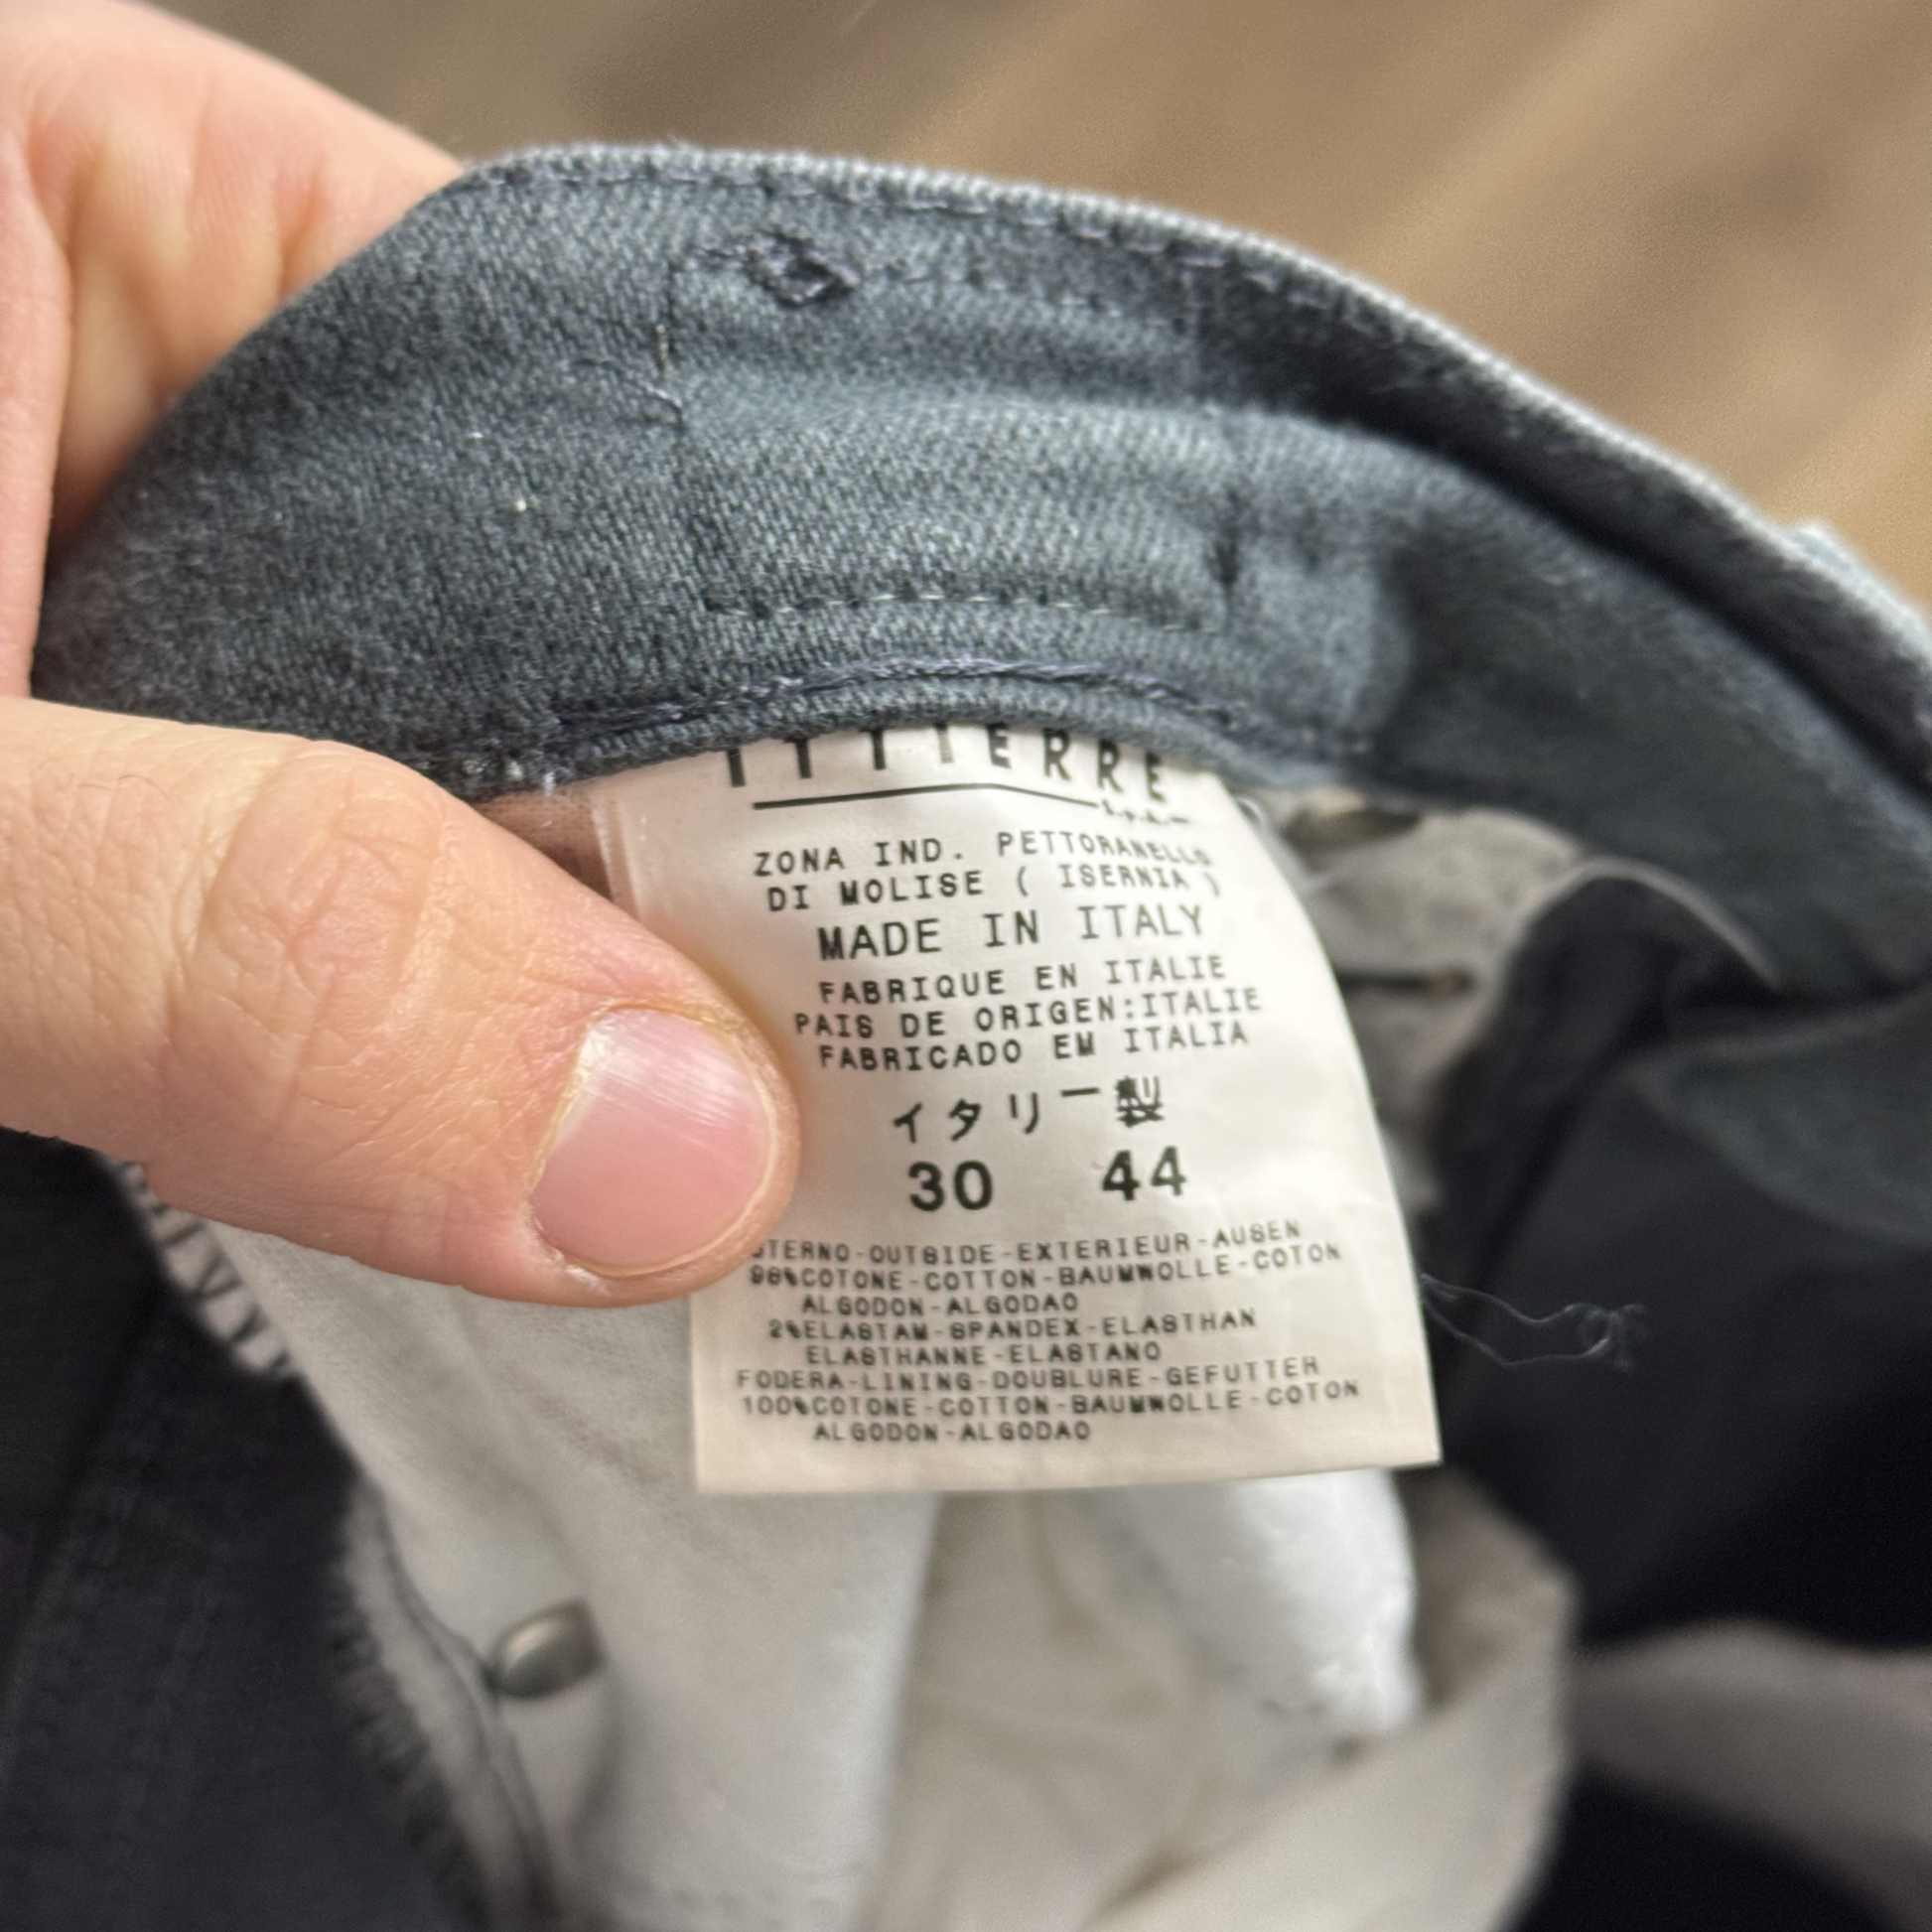 ITTIERRE
s.p.a.
ZONA IND. PETTORANELLO
DI MOLISE ( ISERNIA )
MADE IN ITALY
FABRIQUE EN ITALIE
PAIS DE ORIGEN:ITALIE
FABRICADO EM ITALIA
イタリー製
30 44
STERNO-OUTSIDE-EXTERIEUR-AUSEN
98%COTONE-COTTON-BAUMWOLLE-COTON
ALGODON-ALGODAO
2%ELASTAM-SPANDEX-ELASTHAN
ELASTHANNE-ELASTANO
FODERA-LINING-DOUBLURE-GEFUTTER
100%COTONE-COTTON-BAUMWOLLE-COTON
ALGODON-ALGODAO